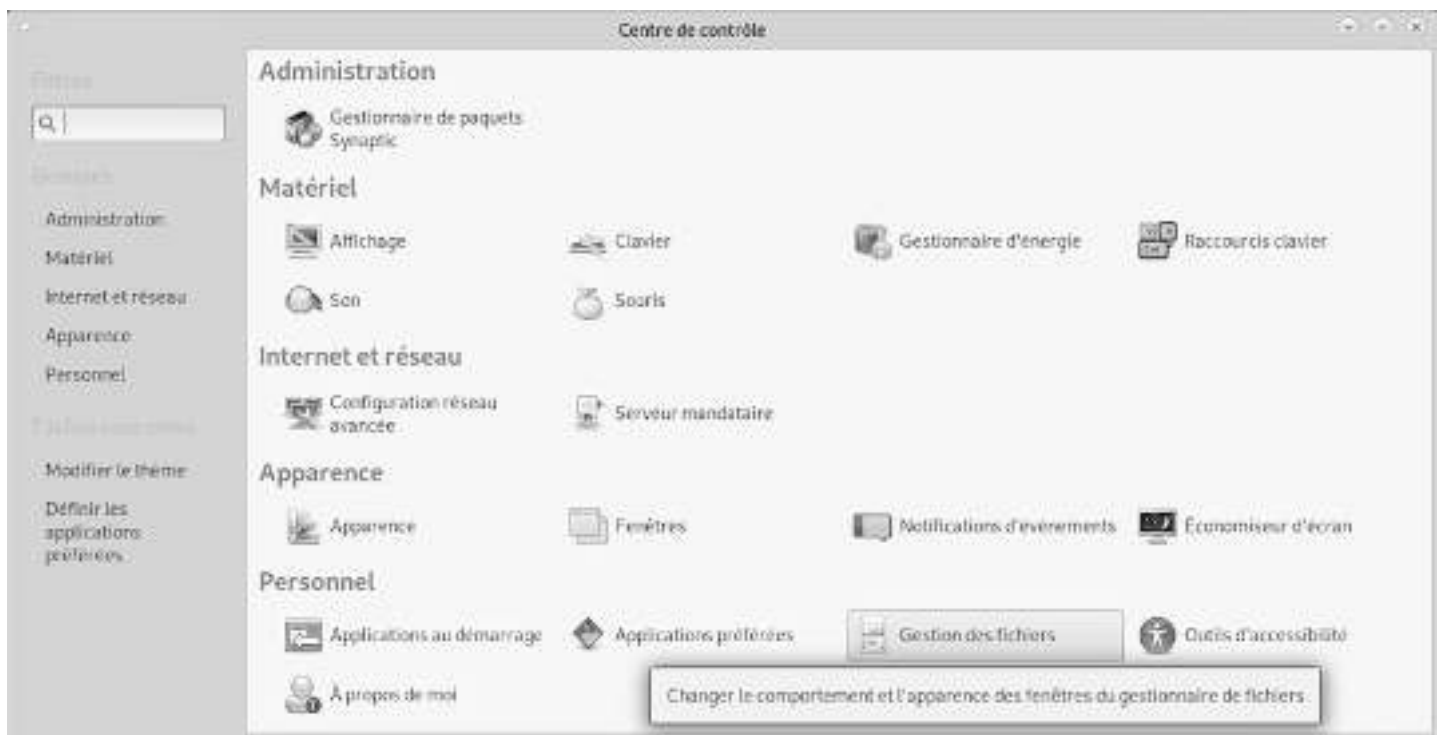 Centre de contrôle
Filtres
Administration
Matériel
Internet et réseau
Apparence
Personnel
Modifier le thème
Définir les
applications
préférées
Administration
Gestionnaire de paquets
Synaptic
Matériel
Affichage
Clavier
Gestionnaire d'énergie
Raccourcis clavier
Son
Souris
Internet et réseau
Configuration réseau
avancée
Serveur mandataire
Apparence
Apparence
Fenêtres
Notifications d'évènements
Économiseur d'écran
Personnel
Applications au démarrage
Applications préférées
Gestion des fichiers
Outils d'accessibilité
À propos de moi
Changer le comportement et l'apparence des fenêtres du gestionnaire de fichiers